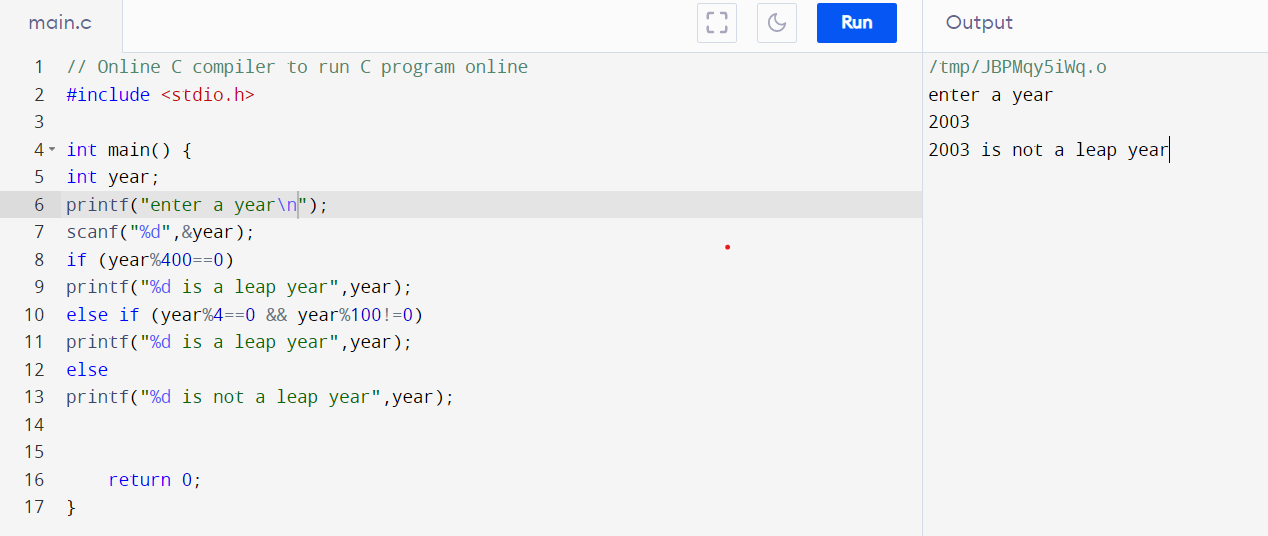 main.c
Run
Output
1 // Online C compiler to run C program online
2 #include <stdio.h>
3
4 int main() {
5 int year;
6 printf("enter a year\n");
7 scanf("%d",&year);
8 if (year%400==0)
9 printf("%d is a leap year",year);
10 else if (year%4==0 && year%100!=0)
11 printf("%d is a leap year",year);
12 else
13 printf("%d is not a leap year",year);
14
15
16     return 0;
17 }
/tmp/JBPMqy5iWq.o
enter a year
2003
2003 is not a leap year